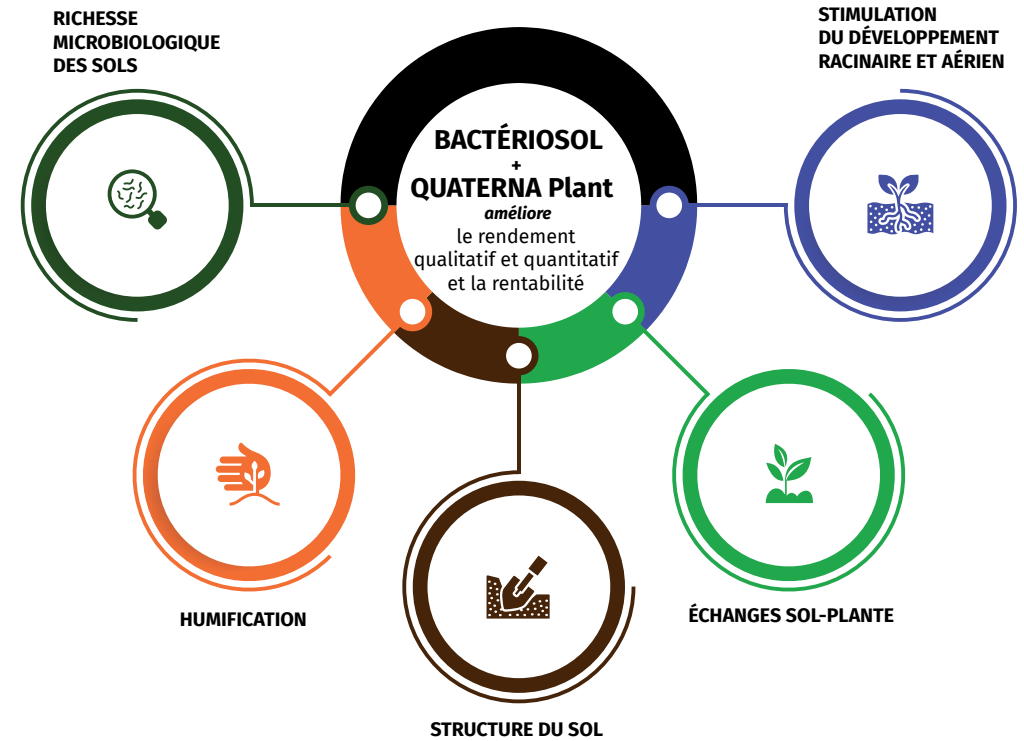 RICHESSE
MICROBIOLOGIQUE
DES SOLS
STIMULATION
DU DÉVELOPPEMENT
RACINAIRE ET AÉRIEN
BACTÉRIOSOL
+
QUATERNA Plant
améliore
le rendement
qualitatif et quantitatif
et la rentabilité
HUMIFICATION
ÉCHANGES SOL-PLANTE
STRUCTURE DU SOL